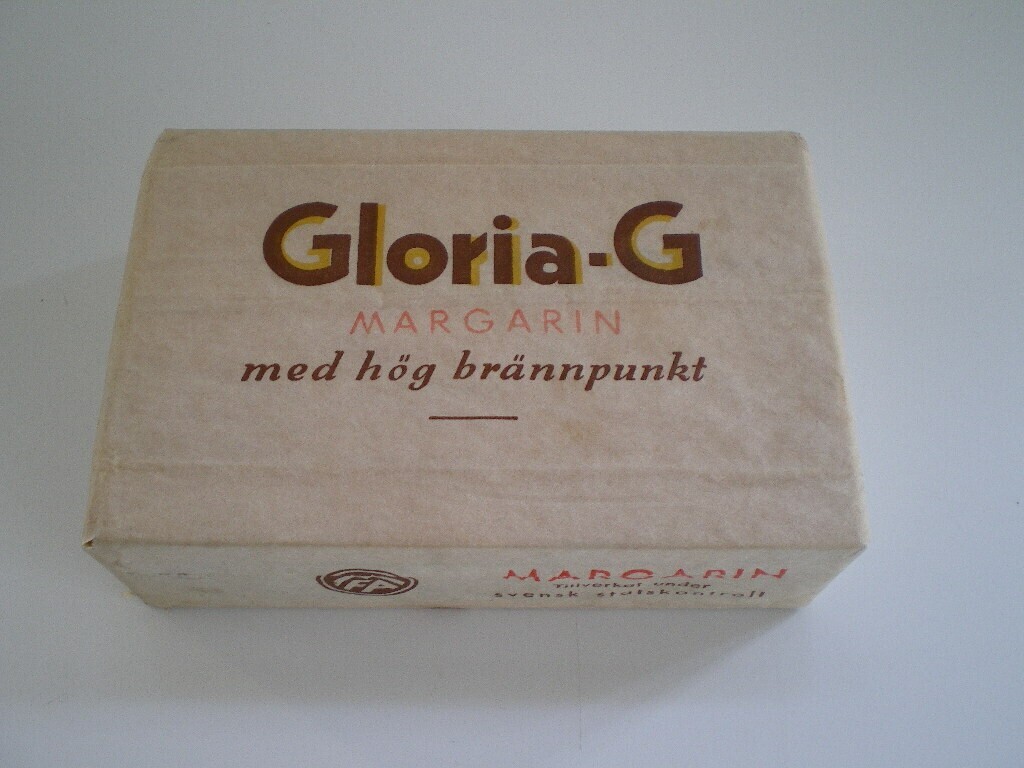 Gloria-G
MARGARIN
med hög brännpunkt
MARGARIN
Tillverkat under
svensk statskontroll